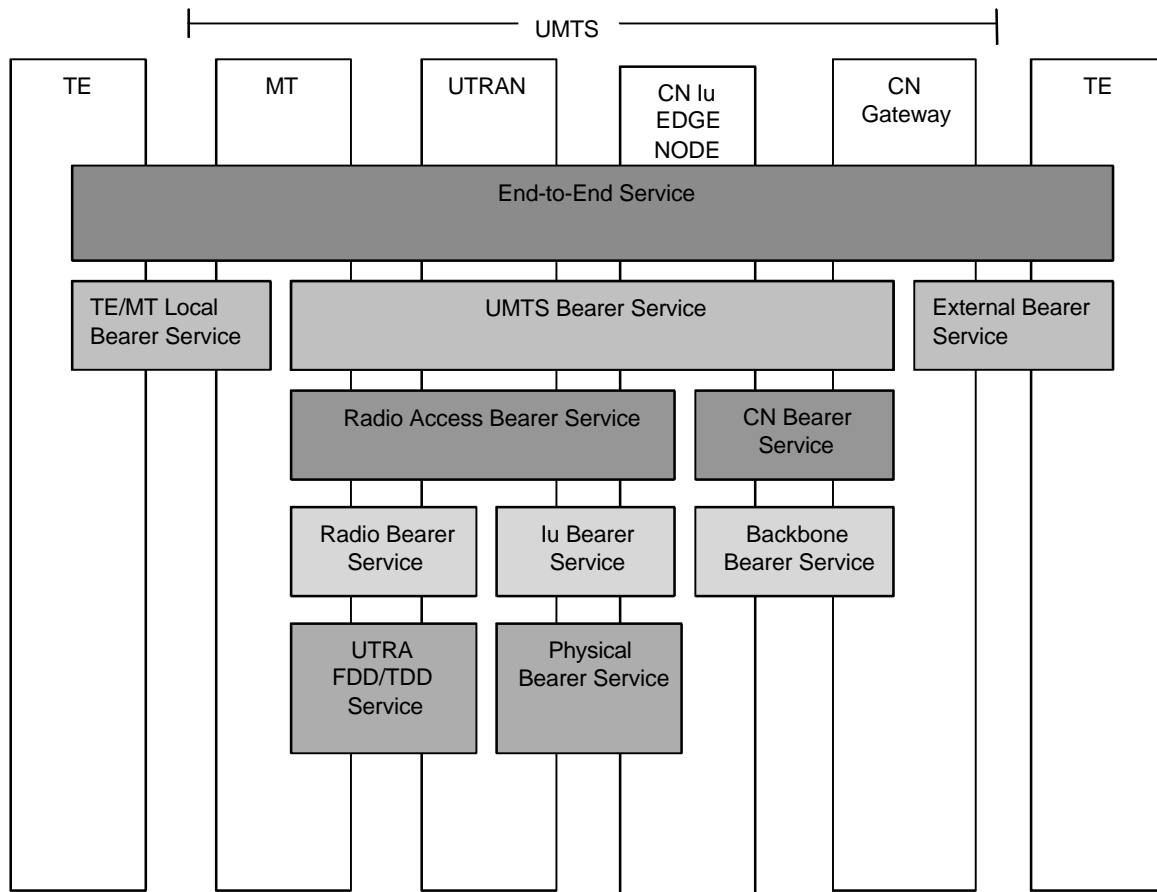 UMTS
TE
MT
UTRAN
CN Iu
EDGE
NODE
CN
Gateway
TE
End-to-End Service
TE/MT Local
Bearer Service
UMTS Bearer Service
External Bearer
Service
Radio Access Bearer Service
CN Bearer
Service
Radio Bearer
Service
Iu Bearer
Service
Backbone
Bearer Service
UTRA
FDD/TDD
Service
Physical
Bearer Service